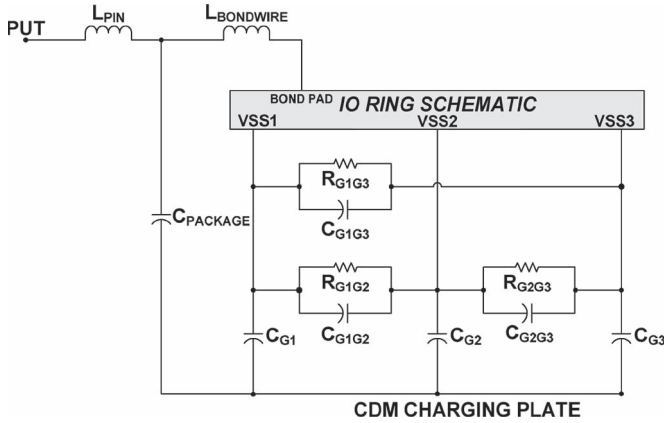 PUT
LPIN
LBONDWIRE
BOND PAD IO RING SCHEMATIC
VSS1 VSS2 VSS3
RG1G3
CG1G3
CPACKAGE
RG1G2
RG2G3
CG1G2
CG2G3
CG1
CG2
CG3
CDM CHARGING PLATE